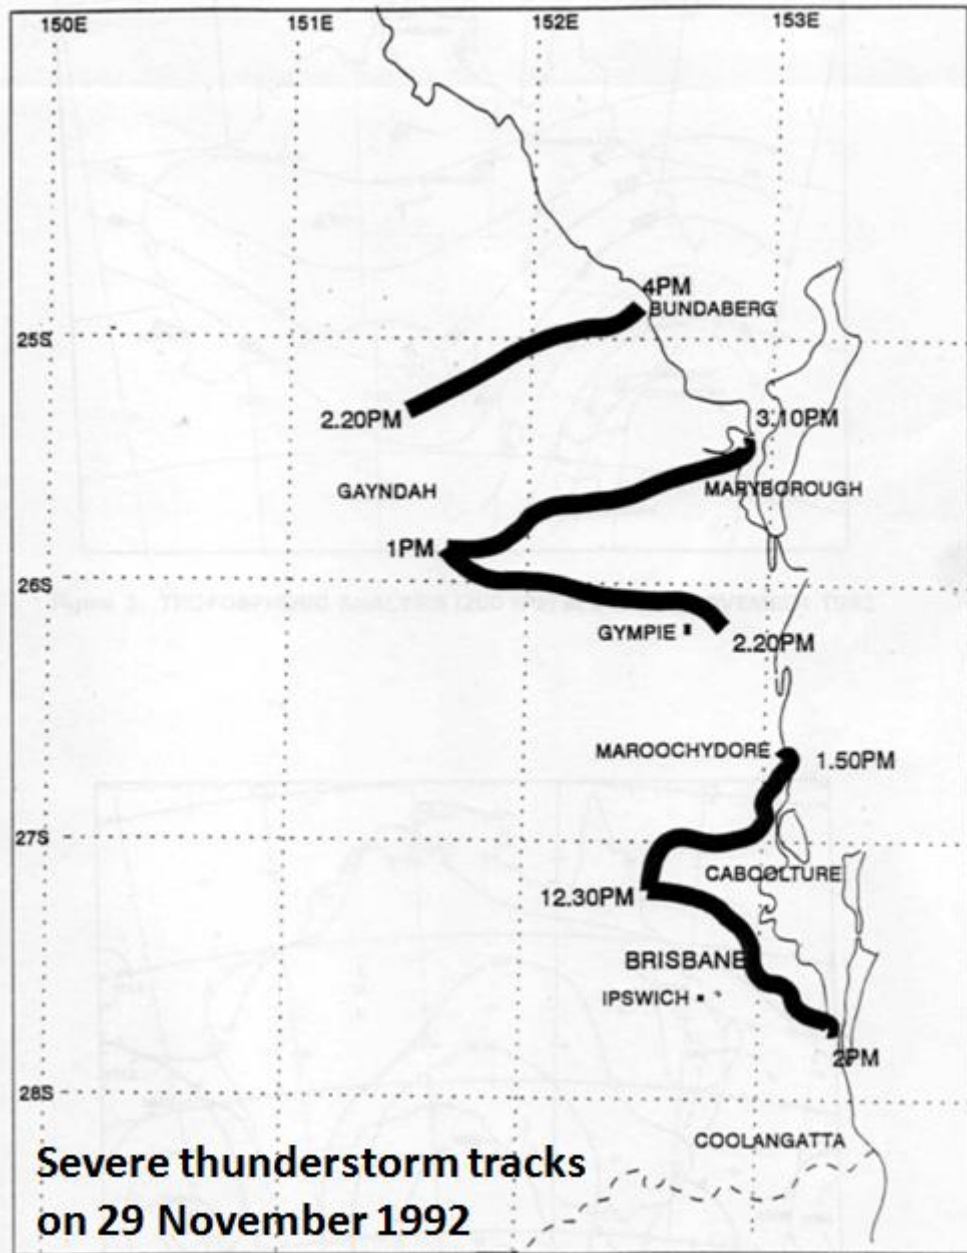 150E 151E 152E 153E
4PM
BUNDABERG
25S
2.20PM
3.10PM
GAYNDAH
MARYBOROUGH
1PM
26S
GYMPIE
2.20PM
MAROOCHYDORE
1.50PM
27S
CABOOLTURE
12.30PM
BRISBANE
IPSWICH
2PM
28S
COOLANGATTA
Severe thunderstorm tracks
on 29 November 1992